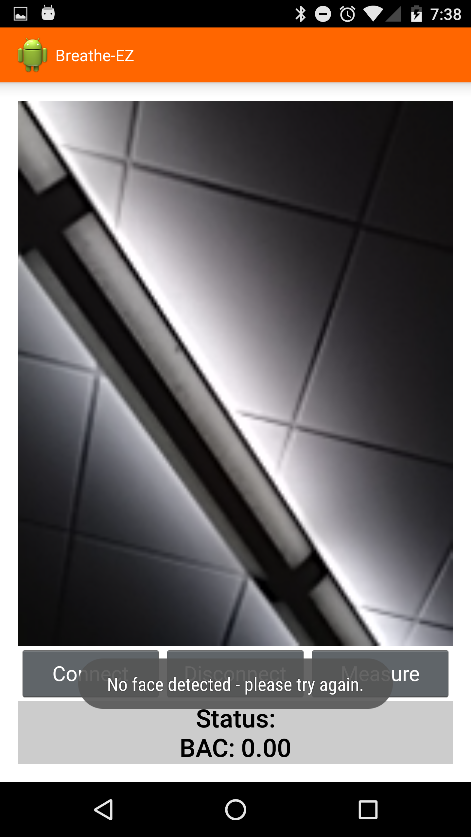 7:38
Breathe-EZ
Connect Disconnect Measure
No face detected - please try again.
Status:
BAC: 0.00